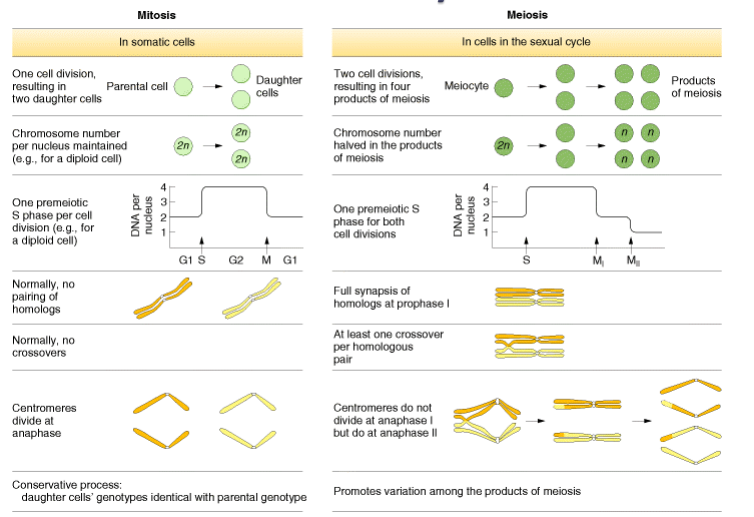 Mitosis
In somatic cells
One cell division,
resulting in
two daughter cells
Parental cell
Daughter
cells
Chromosome number
per nucleus maintained
(e.g., for a diploid cell)
2n
2n
2n
One premeiotic
S phase per cell
division (e.g., for
a diploid cell)
DNA per
nucleus
4
3
2
1
G1 S G2 M G1
Normally, no
pairing of
homologs
Normally, no
crossovers
Centromeres
divide at
anaphase
Conservative process:
daughter cells' genotypes identical with parental genotype
Meiosis
In cells in the sexual cycle
Two cell divisions,
resulting in four
products of meiosis
Meiocyte
Products
of meiosis
Chromosome number
halved in the products
of meiosis
2n
n n
n n
One premeiotic S
phase for both
cell divisions
DNA per
nucleus
4
3
2
1
S MI MII
Full synapsis of
homologs at prophase I
At least one crossover
per homologous
pair
Centromeres do not
divide at anaphase I
but do at anaphase II
Promotes variation among the products of meiosis